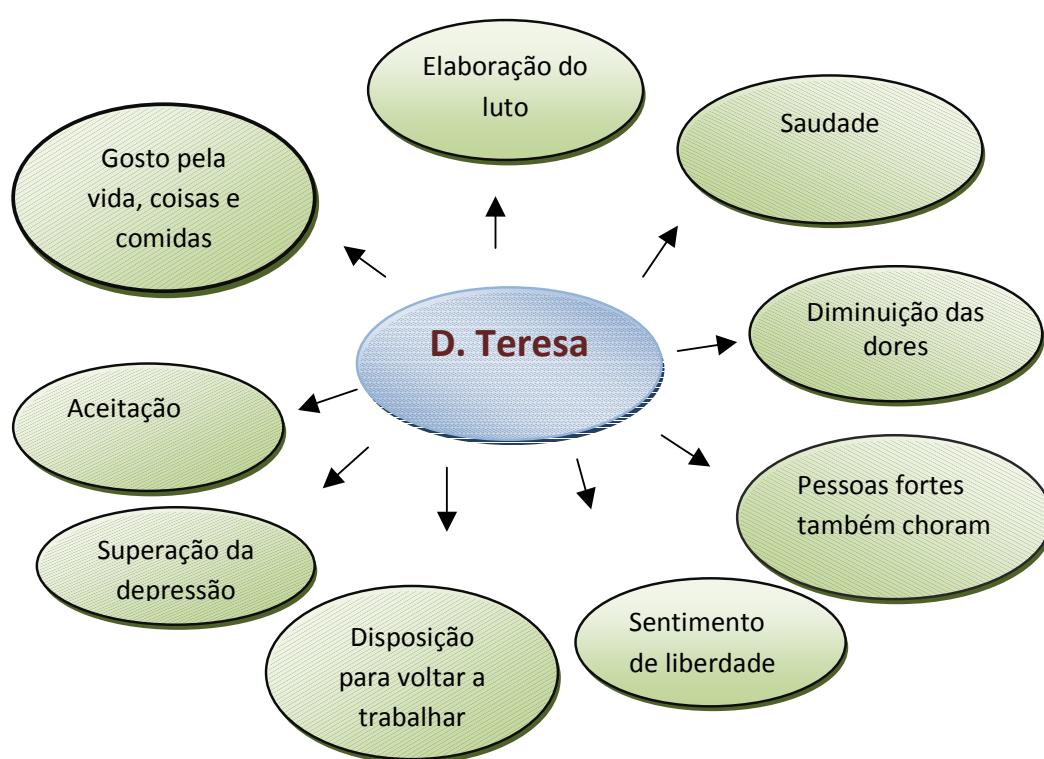 Elaboração do
luto
Saudade
Gosto pela
vida, coisas e
comidas
D. Teresa
Diminuição das
dores
Aceitação
Pessoas fortes
também choram
Superação da
depressão
Sentimento
de liberdade
Disposição
para voltar a
trabalhar